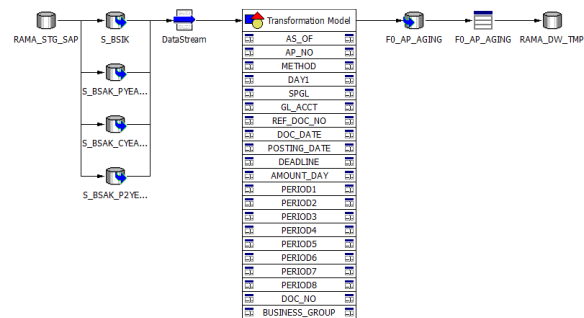 RAMA_STG_SAP
S_BSIK
DataStream
Transformation Model
F0_AP_AGING
F0_AP_AGING
RAMA_DW_TMP
AS_OF
AP_NO
METHOD
DAY1
SPGL
GL_ACCT
REF_DOC_NO
DOC_DATE
POSTING_DATE
DEADLINE
AMOUNT_DAY
PERIOD1
PERIOD2
PERIOD3
PERIOD4
PERIOD5
PERIOD6
PERIOD7
PERIOD8
DOC_NO
BUSINESS_GROUP
S_BSAK_PYEA...
S_BSAK_CYEA...
S_BSAK_P2YE...